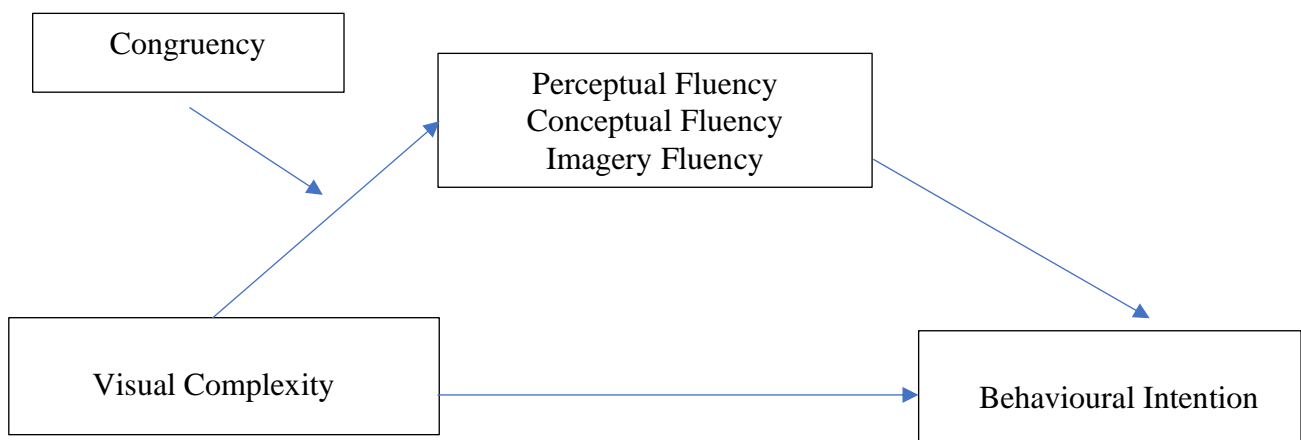 Congruency
Perceptual Fluency
Conceptual Fluency
Imagery Fluency
Visual Complexity
Behavioural Intention